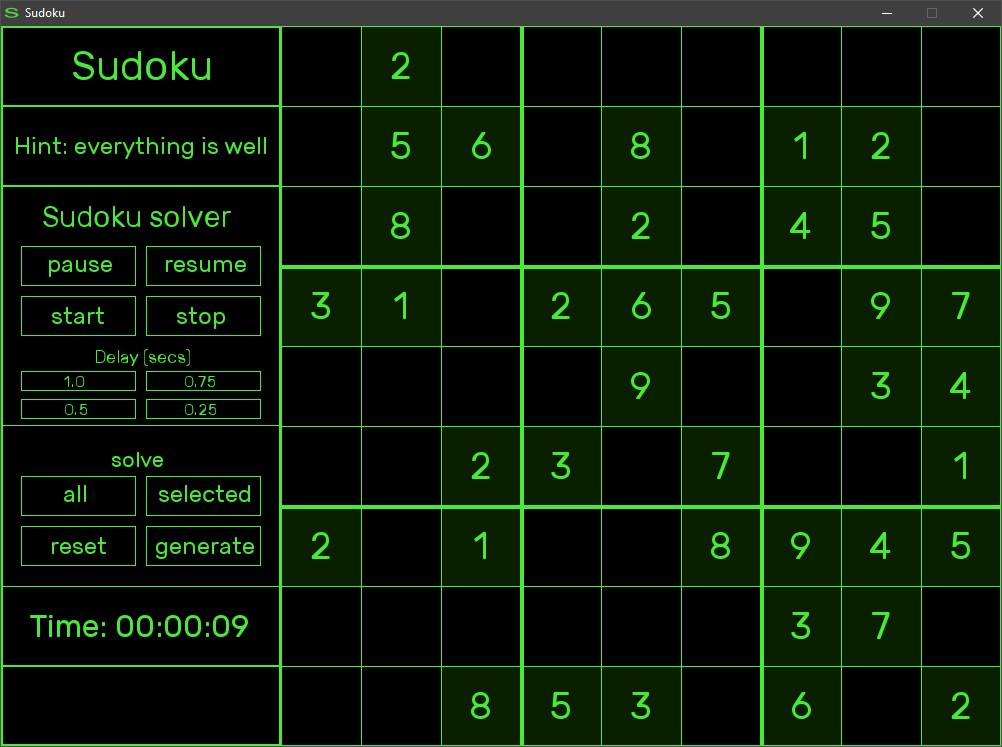 Sudoku
Sudoku
Hint: everything is well
Sudoku solver
pause resume
start stop
Delay (secs)
1.0 0.75
0.5 0.25
solve
all selected
reset generate
Time: 00:00:09
2
5 6 8 1 2
8 2 4 5
3 1 2 6 5 9 7
9 3 4
2 3 7 1
2 1 8 9 4 5
3 7
8 5 3 6 2